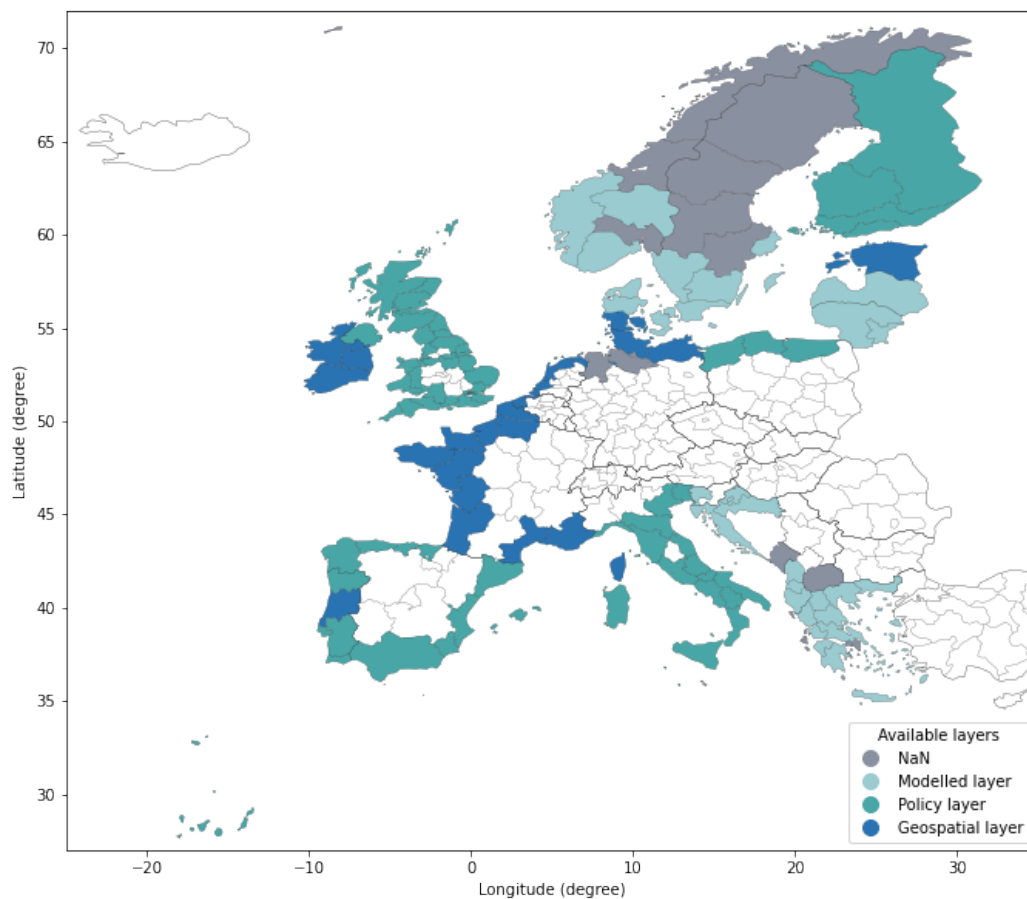 70
65
60
55
50
45
40
35
30
Latitude (degree)
−20
−10
0
10
20
30
Longitude (degree)
Available layers
NaN
Modelled layer
Policy layer
Geospatial layer